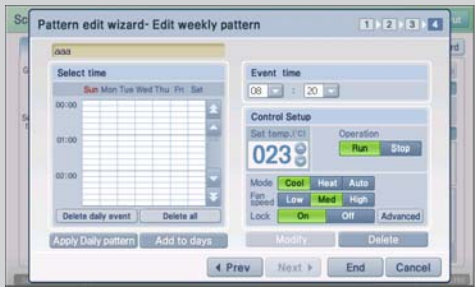 Sc
Pattern edit wizard- Edit weekly pattern
1 2 3 4
aaa
Select time
Sun Mon Tue Wed Thu Fri Sat
00:00
01:00
02:00
Delete daily event Delete all
Apply Daily pattern Add to days
Event time
08 : 20
Control Setup
Set temp.(°C) Operation
023 Run Stop
Mode Cool Heat Auto
Fan speed Low Med High
Lock On Off Advanced
Modify Delete
Prev Next End Cancel